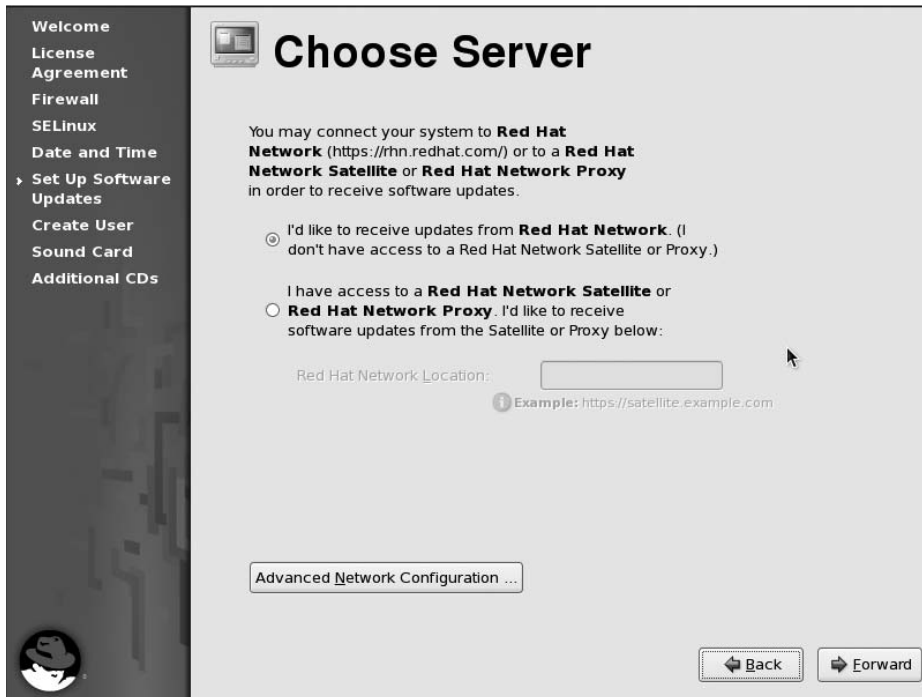 Welcome
License
Agreement
Firewall
SELinux
Date and Time
Set Up Software
Updates
Create User
Sound Card
Additional CDs
Choose Server
You may connect your system to Red Hat
Network (https://rhn.redhat.com/) or to a Red Hat
Network Satellite or Red Hat Network Proxy
in order to receive software updates.
I'd like to receive updates from Red Hat Network. (I
don't have access to a Red Hat Network Satellite or Proxy.)
I have access to a Red Hat Network Satellite or
Red Hat Network Proxy. I'd like to receive
software updates from the Satellite or Proxy below:
Red Hat Network Location:
Example: https://satellite.example.com
Advanced Network Configuration ...
Back
Forward